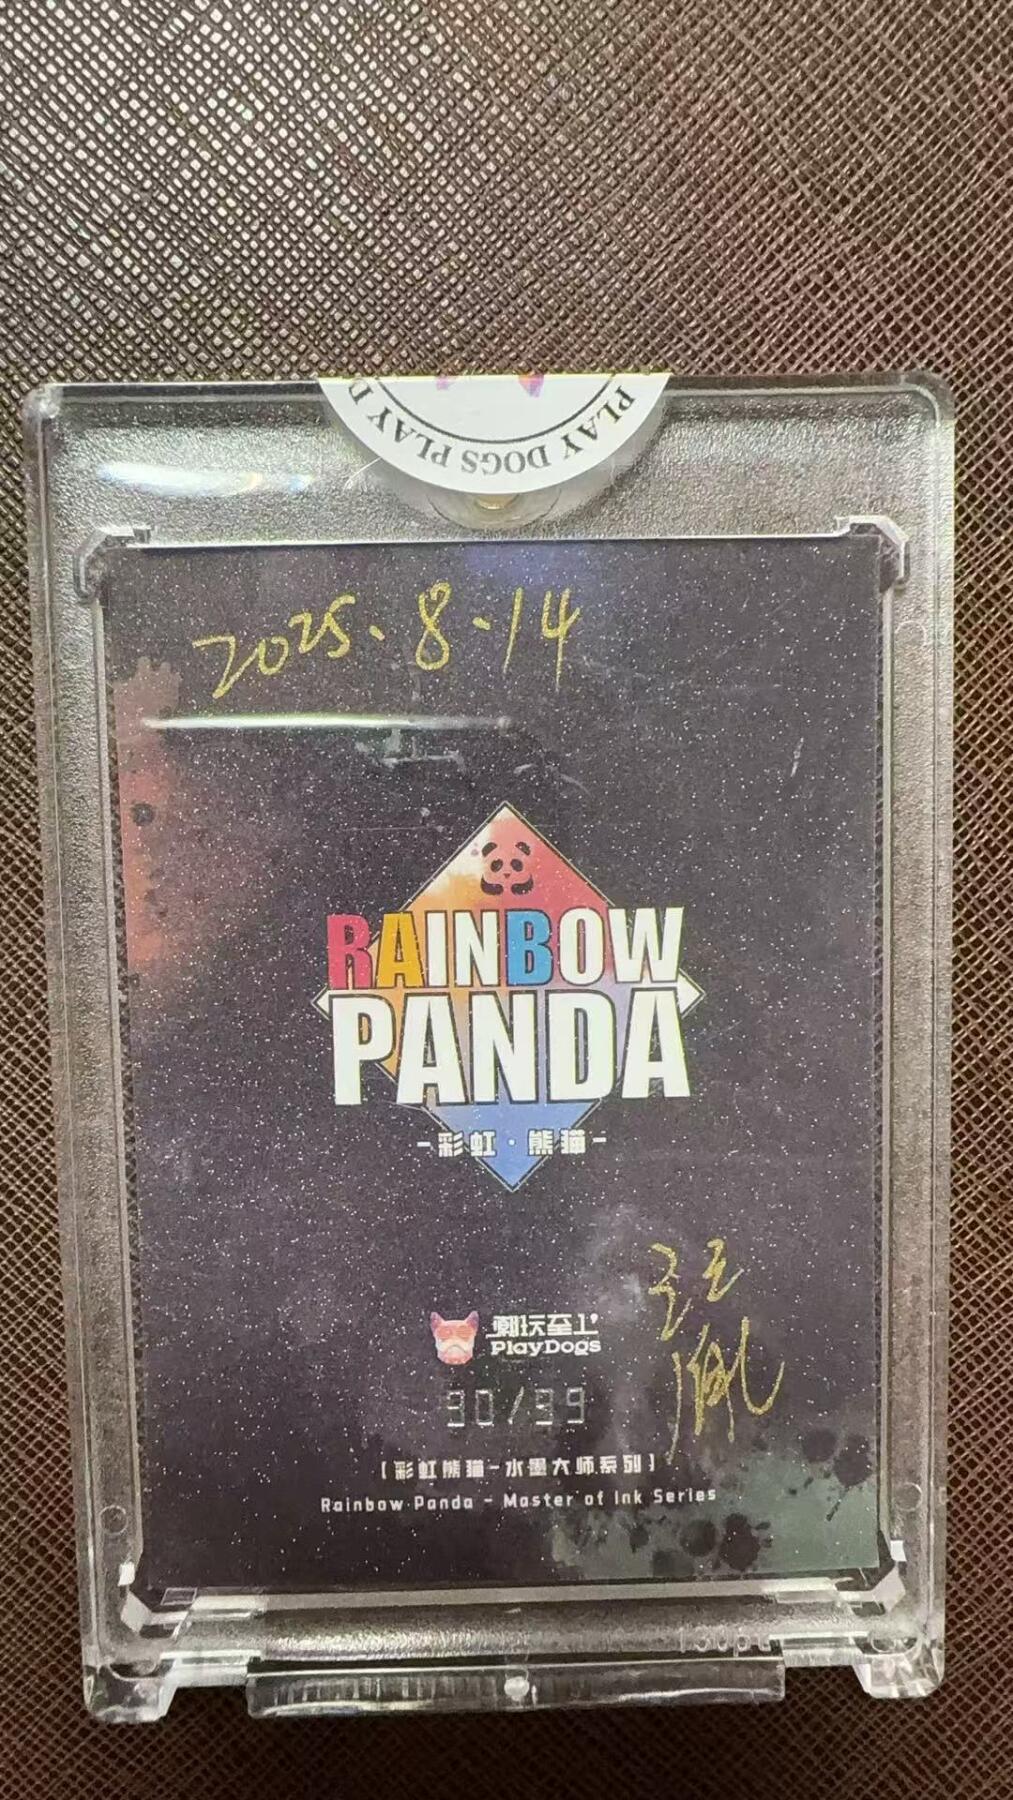 PLAY DOGS PLAY D
PLAY
2025.8.14
RAINBOW
PANDA
-彩虹·熊猫-
潮玩至上
PlayDogs
90/99
[彩虹熊猫-水墨大师系列]
Rainbow Panda - Master of Ink Series